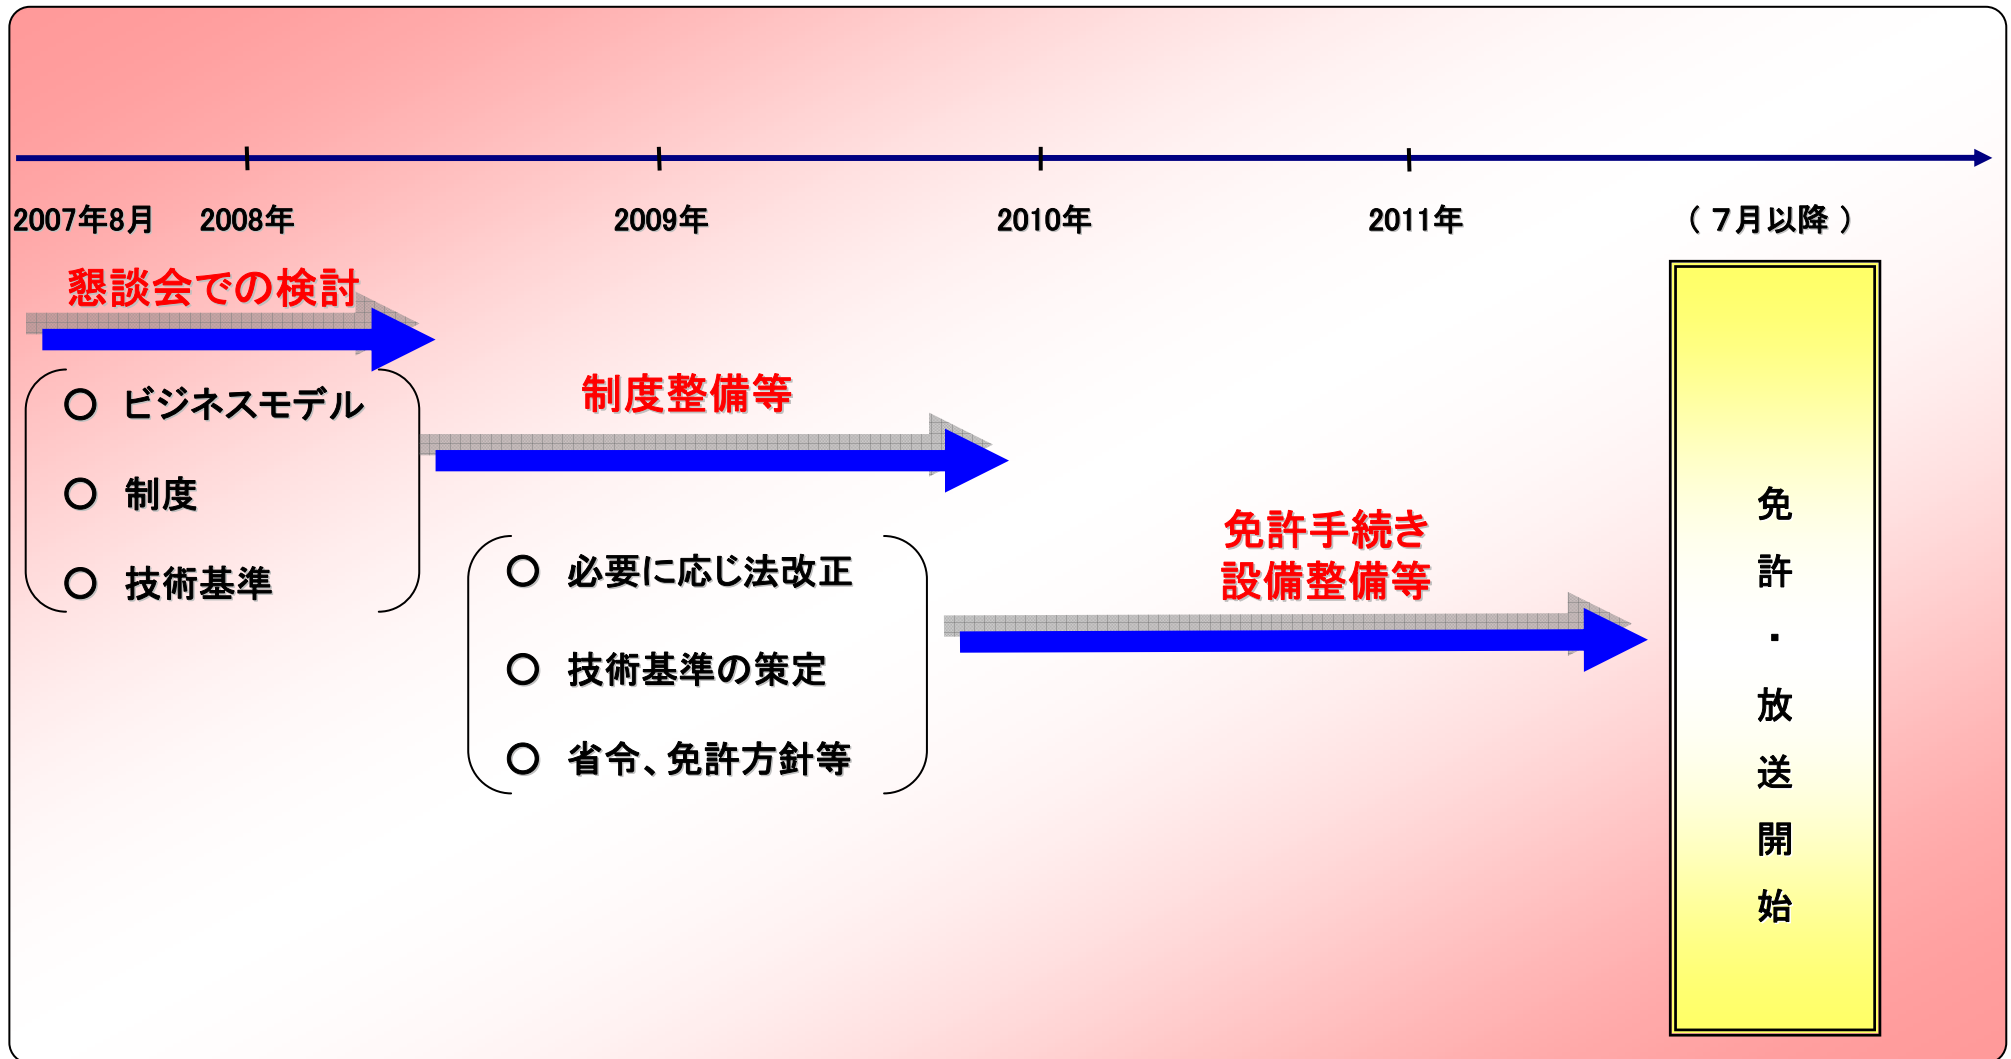 2007年8月 2008年 2009年 2010年 2011年 （ 7月以降 ）
懇談会での検討
○ ビジネスモデル
○ 制度
○ 技術基準
制度整備等
○ 必要に応じ法改正
○ 技術基準の策定
○ 省令、免許方針等
免許手続き
設備整備等
免許・放送開始